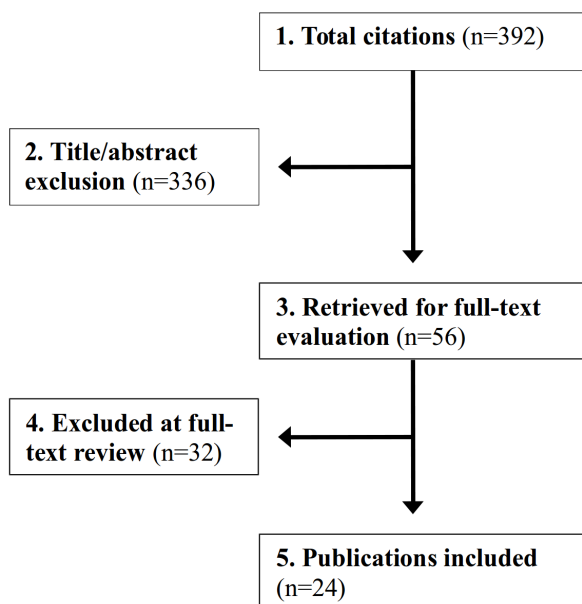 1. Total citations (n=392)
2. Title/abstract
exclusion (n=336)
3. Retrieved for full-text
evaluation (n=56)
4. Excluded at full-
text review (n=32)
5. Publications included
(n=24)